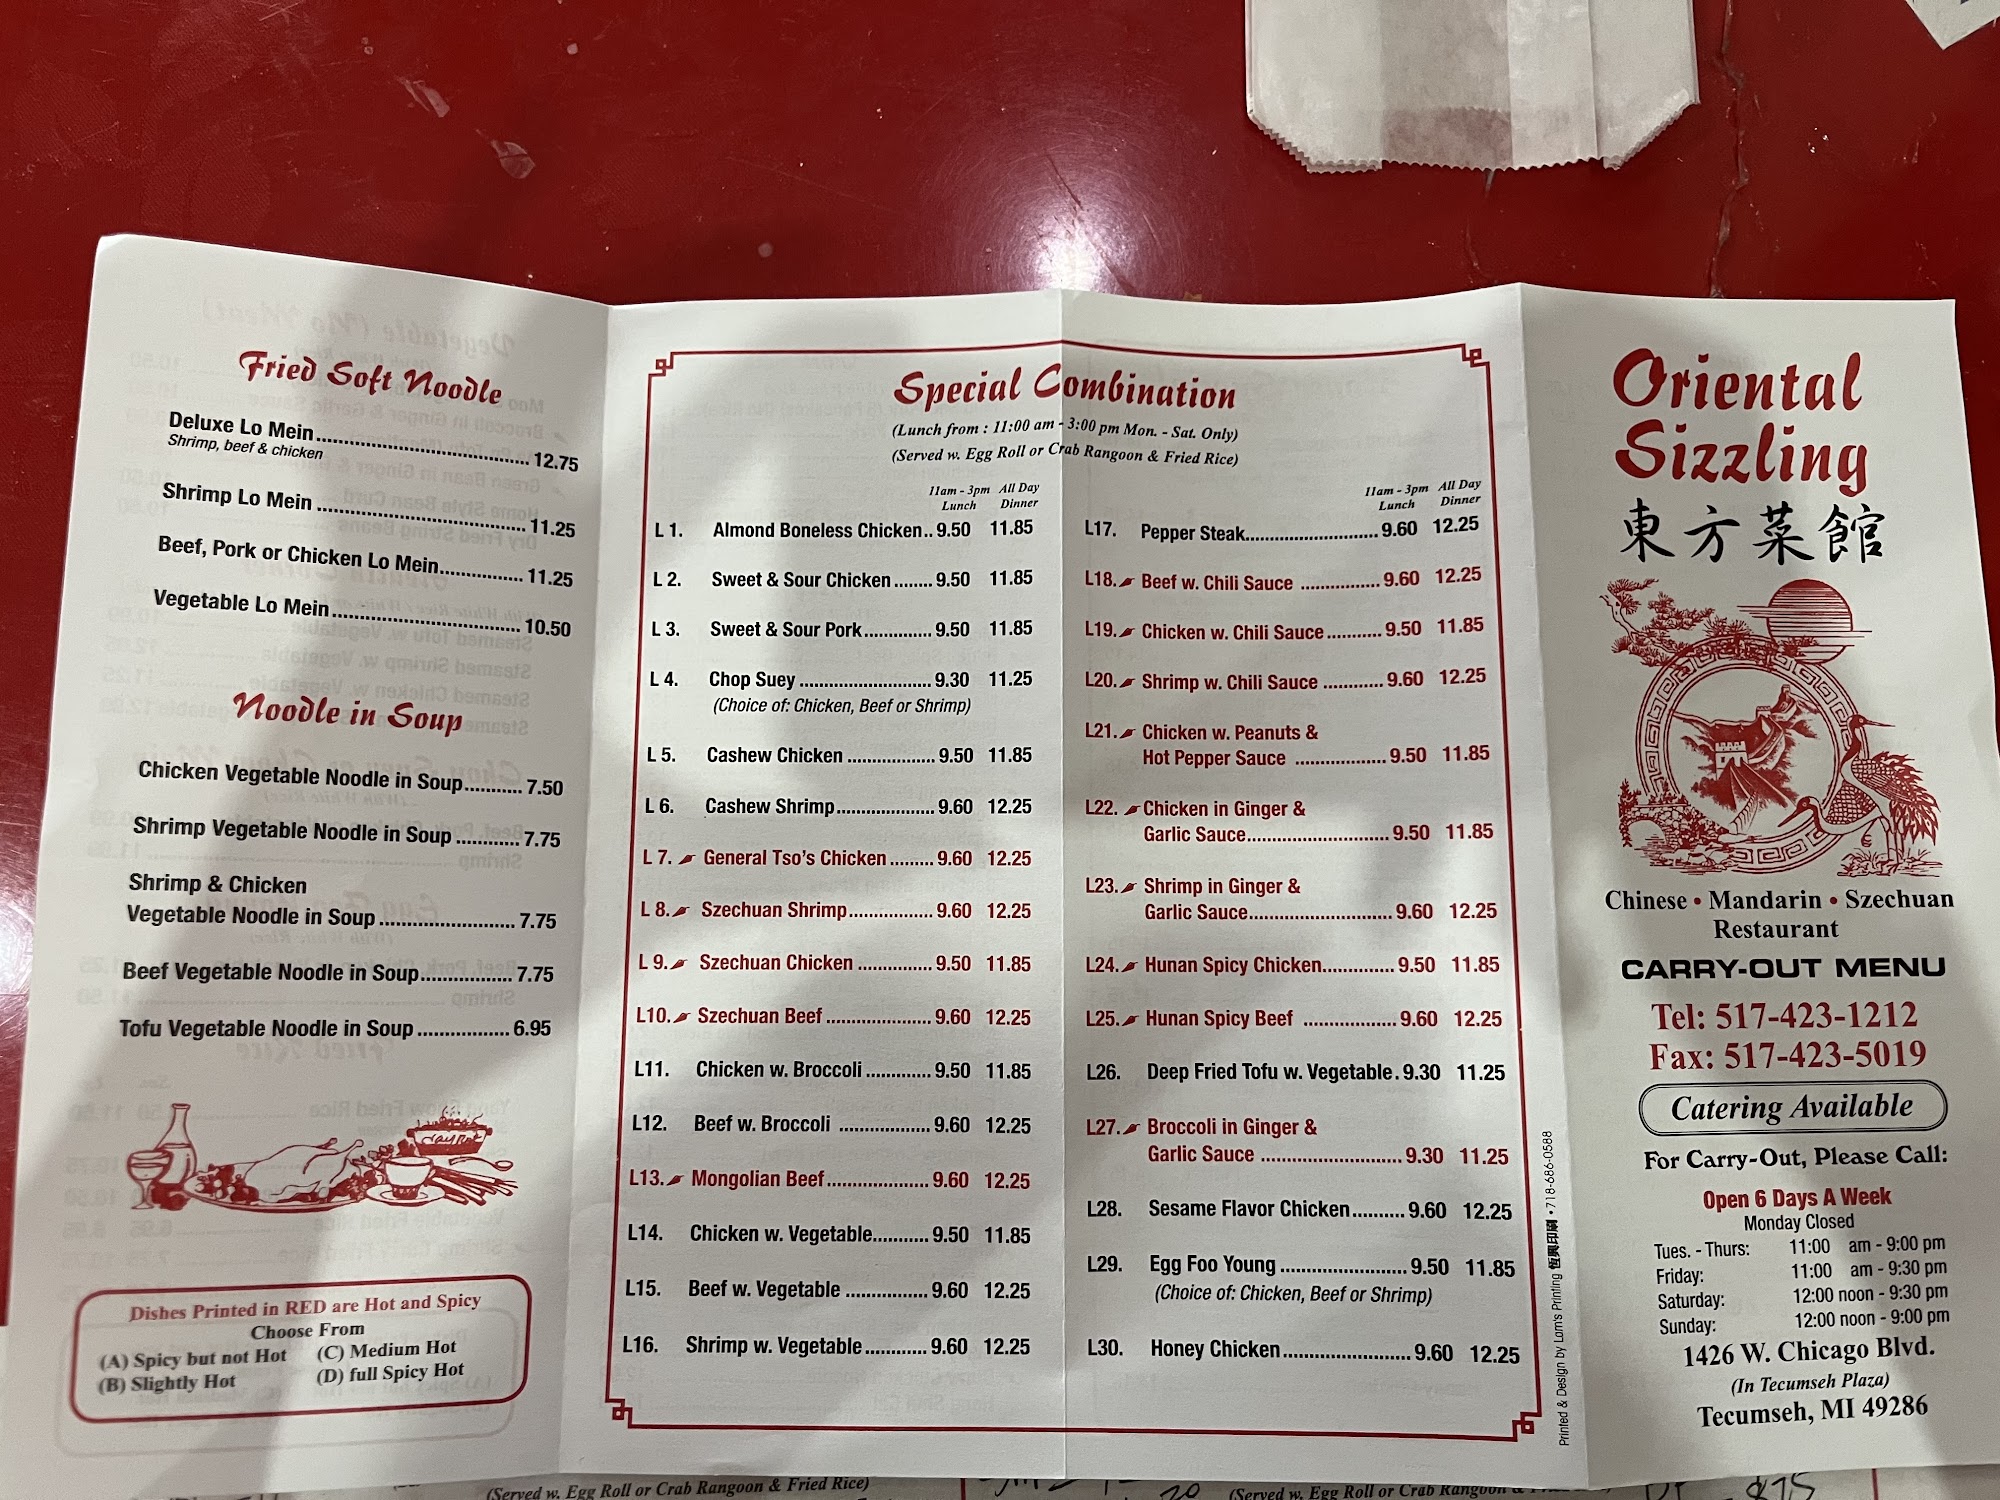 Fried Soft Noodle
Deluxe Lo Mein 12.75
Shrimp, beef & chicken
Shrimp Lo Mein 11.25
Beef, Pork or Chicken Lo Mein 11.25
Vegetable Lo Mein 10.50
Noodle in Soup
Chicken Vegetable Noodle in Soup 7.50
Shrimp Vegetable Noodle in Soup 7.75
Shrimp & Chicken
Vegetable Noodle in Soup 7.75
Beef Vegetable Noodle in Soup 7.75
Tofu Vegetable Noodle in Soup 6.95
Dishes Printed in RED are Hot and Spicy
Choose From
(A) Spicy but not Hot (C) Medium Hot
(B) Slightly Hot (D) full Spicy Hot
Special Combination
(Lunch from : 11:00 am - 3:00 pm Mon. - Sat. Only)
(Served w. Egg Roll or Crab Rangoon & Fried Rice)
11am - 3pm All Day
Lunch Dinner
L 1. Almond Boneless Chicken.. 9.50 11.85
L 2. Sweet & Sour Chicken 9.50 11.85
L 3. Sweet & Sour Pork 9.50 11.85
L 4. Chop Suey 9.30 11.25
(Choice of: Chicken, Beef or Shrimp)
L 5. Cashew Chicken 9.50 11.85
L 6. Cashew Shrimp 9.60 12.25
L 7. General Tso's Chicken 9.60 12.25
L 8. Szechuan Shrimp 9.60 12.25
L 9. Szechuan Chicken 9.50 11.85
L10. Szechuan Beef 9.60 12.25
L11. Chicken w. Broccoli 9.50 11.85
L12. Beef w. Broccoli 9.60 12.25
L13. Mongolian Beef 9.60 12.25
L14. Chicken w. Vegetable 9.50 11.85
L15. Beef w. Vegetable 9.60 12.25
L16. Shrimp w. Vegetable 9.60 12.25
11am - 3pm All Day
Lunch Dinner
L17. Pepper Steak 9.60 12.25
L18. Beef w. Chili Sauce 9.60 12.25
L19. Chicken w. Chili Sauce 9.50 11.85
L20. Shrimp w. Chili Sauce 9.60 12.25
L21. Chicken w. Peanuts &
Hot Pepper Sauce 9.50 11.85
L22. Chicken in Ginger &
Garlic Sauce 9.50 11.85
L23. Shrimp in Ginger &
Garlic Sauce 9.60 12.25
L24. Hunan Spicy Chicken 9.50 11.85
L25. Hunan Spicy Beef 9.60 12.25
L26. Deep Fried Tofu w. Vegetable. 9.30 11.25
L27. Broccoli in Ginger &
Garlic Sauce 9.30 11.25
L28. Sesame Flavor Chicken 9.60 12.25
L29. Egg Foo Young 9.50 11.85
(Choice of: Chicken, Beef or Shrimp)
L30. Honey Chicken 9.60 12.25
Printed & Design by Lam's Printing 恆興印刷 • 718-686-0588
Oriental
Sizzling
東方菜館
Chinese • Mandarin • Szechuan
Restaurant
CARRY-OUT MENU
Tel: 517-423-1212
Fax: 517-423-5019
Catering Available
For Carry-Out, Please Call:
Open 6 Days A Week
Monday Closed
Tues. - Thurs: 11:00 am - 9:00 pm
Friday: 11:00 am - 9:30 pm
Saturday: 12:00 noon - 9:30 pm
Sunday: 12:00 noon - 9:00 pm
1426 W. Chicago Blvd.
(In Tecumseh Plaza)
Tecumseh, MI 49286
(Served w. Egg Roll or Crab Rangoon & Fried Rice)
(Served w. Egg Roll or Crab Rangoon &